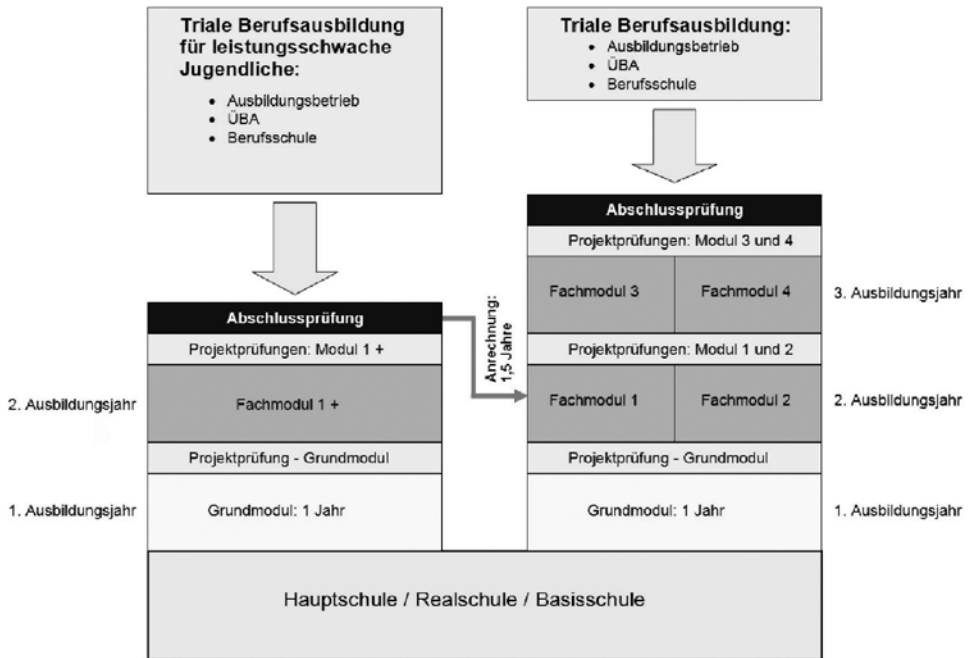 Triale Berufsausbildung
für leistungsschwache
Jugendliche:
• Ausbildungsbetrieb
• ÜBA
• Berufsschule
Triale Berufsausbildung:
• Ausbildungsbetrieb
• ÜBA
• Berufsschule
Abschlussprüfung
Projektprüfungen: Modul 3 und 4
Fachmodul 3
Fachmodul 4
3. Ausbildungsjahr
Abschlussprüfung
Projektprüfungen: Modul 1 +
Anrechnung:
1,5 Jahre
Projektprüfungen: Modul 1 und 2
2. Ausbildungsjahr
Fachmodul 1 +
Fachmodul 1
Fachmodul 2
2. Ausbildungsjahr
Projektprüfung - Grundmodul
Projektprüfung - Grundmodul
1. Ausbildungsjahr
Grundmodul: 1 Jahr
Grundmodul: 1 Jahr
1. Ausbildungsjahr
Hauptschule / Realschule / Basisschule